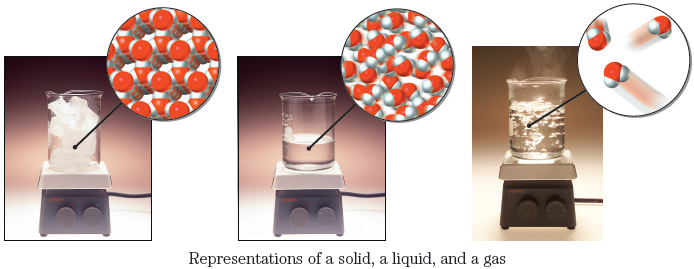 Representations of a solid, a liquid, and a gas